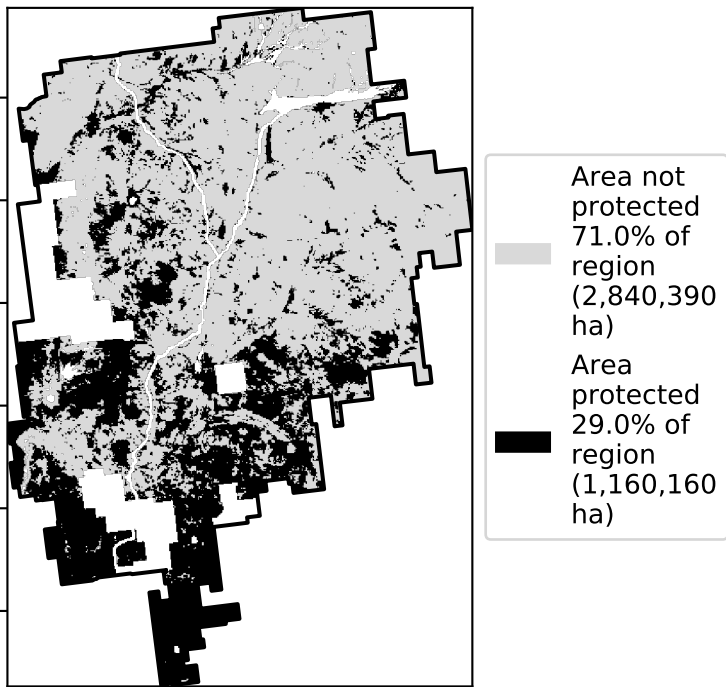 Area not
protected
71.0% of
region
(2,840,390
ha)
Area
protected
29.0% of
region
(1,160,160
ha)